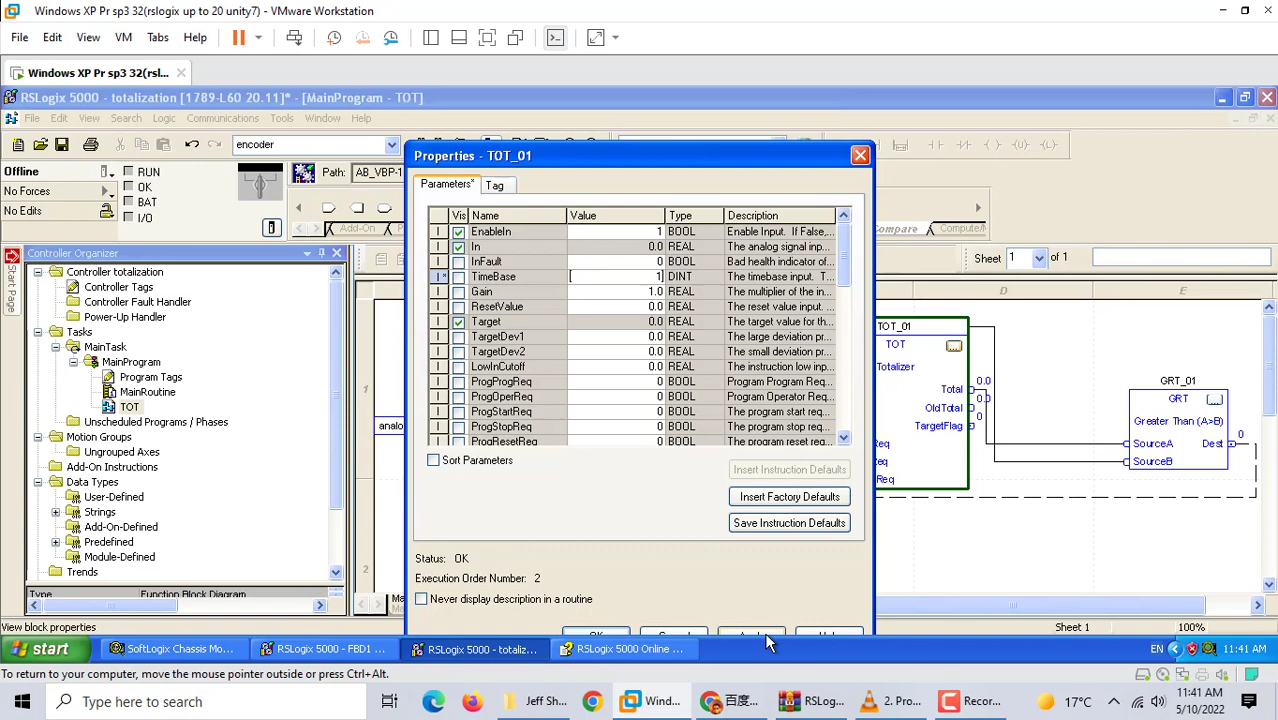 Windows XP Pr sp3 32(rslogix up to 20 unity7) - VMware Workstation
File Edit View VM Tabs Help
Windows XP Pr sp3 32(rsl...
RSLogix 5000 - totalization [1789-L60 20.11]* - [MainProgram - TOT]
File Edit View Search Logic Communications Tools Window Help
encoder
Offline
RUN
No Forces
OK
No Edits
BAT
I/O
Path: AB_VBP-1
Add-On
Compare
Compute
Controller Organizer
Start Page
Controller totalization
Controller Tags
Controller Fault Handler
Power-Up Handler
Tasks
MainTask
MainProgram
Program Tags
MainRoutine
TOT
Unscheduled Programs / Phases
Motion Groups
Ungrouped Axes
Add-On Instructions
Data Types
User-Defined
Strings
Add-On-Defined
Predefined
Module-Defined
Trends
Type Function Block Diagram
Properties - TOT_01
Parameters* Tag
Vis Name Value Type Description
EnableIn 1 BOOL Enable Input. If False,...
In 0.0 REAL The analog signal inp...
InFault 0 BOOL Bad health indicator of...
TimeBase 1 DINT The timebase input. T...
Gain 1.0 REAL The multiplier of the in...
ResetValue 0.0 REAL The reset value input. ...
Target 0.0 REAL The target value for th...
TargetDev1 0.0 REAL The large deviation pr...
TargetDev2 0.0 REAL The small deviation pr...
LowInCutoff 0.0 REAL The instruction low inp...
ProgProgReq 0 BOOL Program Program Req...
ProgOperReq 0 BOOL Program Operator Req...
ProgStartReq 0 BOOL The program start req...
ProgStopReq 0 BOOL The program stop req...
ProgResetReq 0 BOOL The program reset req...
Sort Parameters
Insert Instruction Defaults
Insert Factory Defaults
Save Instruction Defaults
Status: OK
Execution Order Number: 2
Never display description in a routine
OK
Sheet 1 of 1
D E
1
2
analo
TOT_01
TOT
Totalizer
Total 0.0
OldTotal 0.0
TargetFlag 0
Req
Req
Req
GRT_01
GRT
Greater Than (A>B)
SourceA Dest 0
SourceB
View block properties
Sheet 1
100%
start
SoftLogix Chassis Mo...
RSLogix 5000 - FBD1 ...
RSLogix 5000 - totaliz...
RSLogix 5000 Online ...
EN
11:41 AM
To return to your computer, move the mouse pointer outside or press Ctrl+Alt.
Type here to search
Jeff Sh...
Wind...
百度...
RSLog...
2. Pro...
Recor...
17°C
11:41 AM
5/10/2022